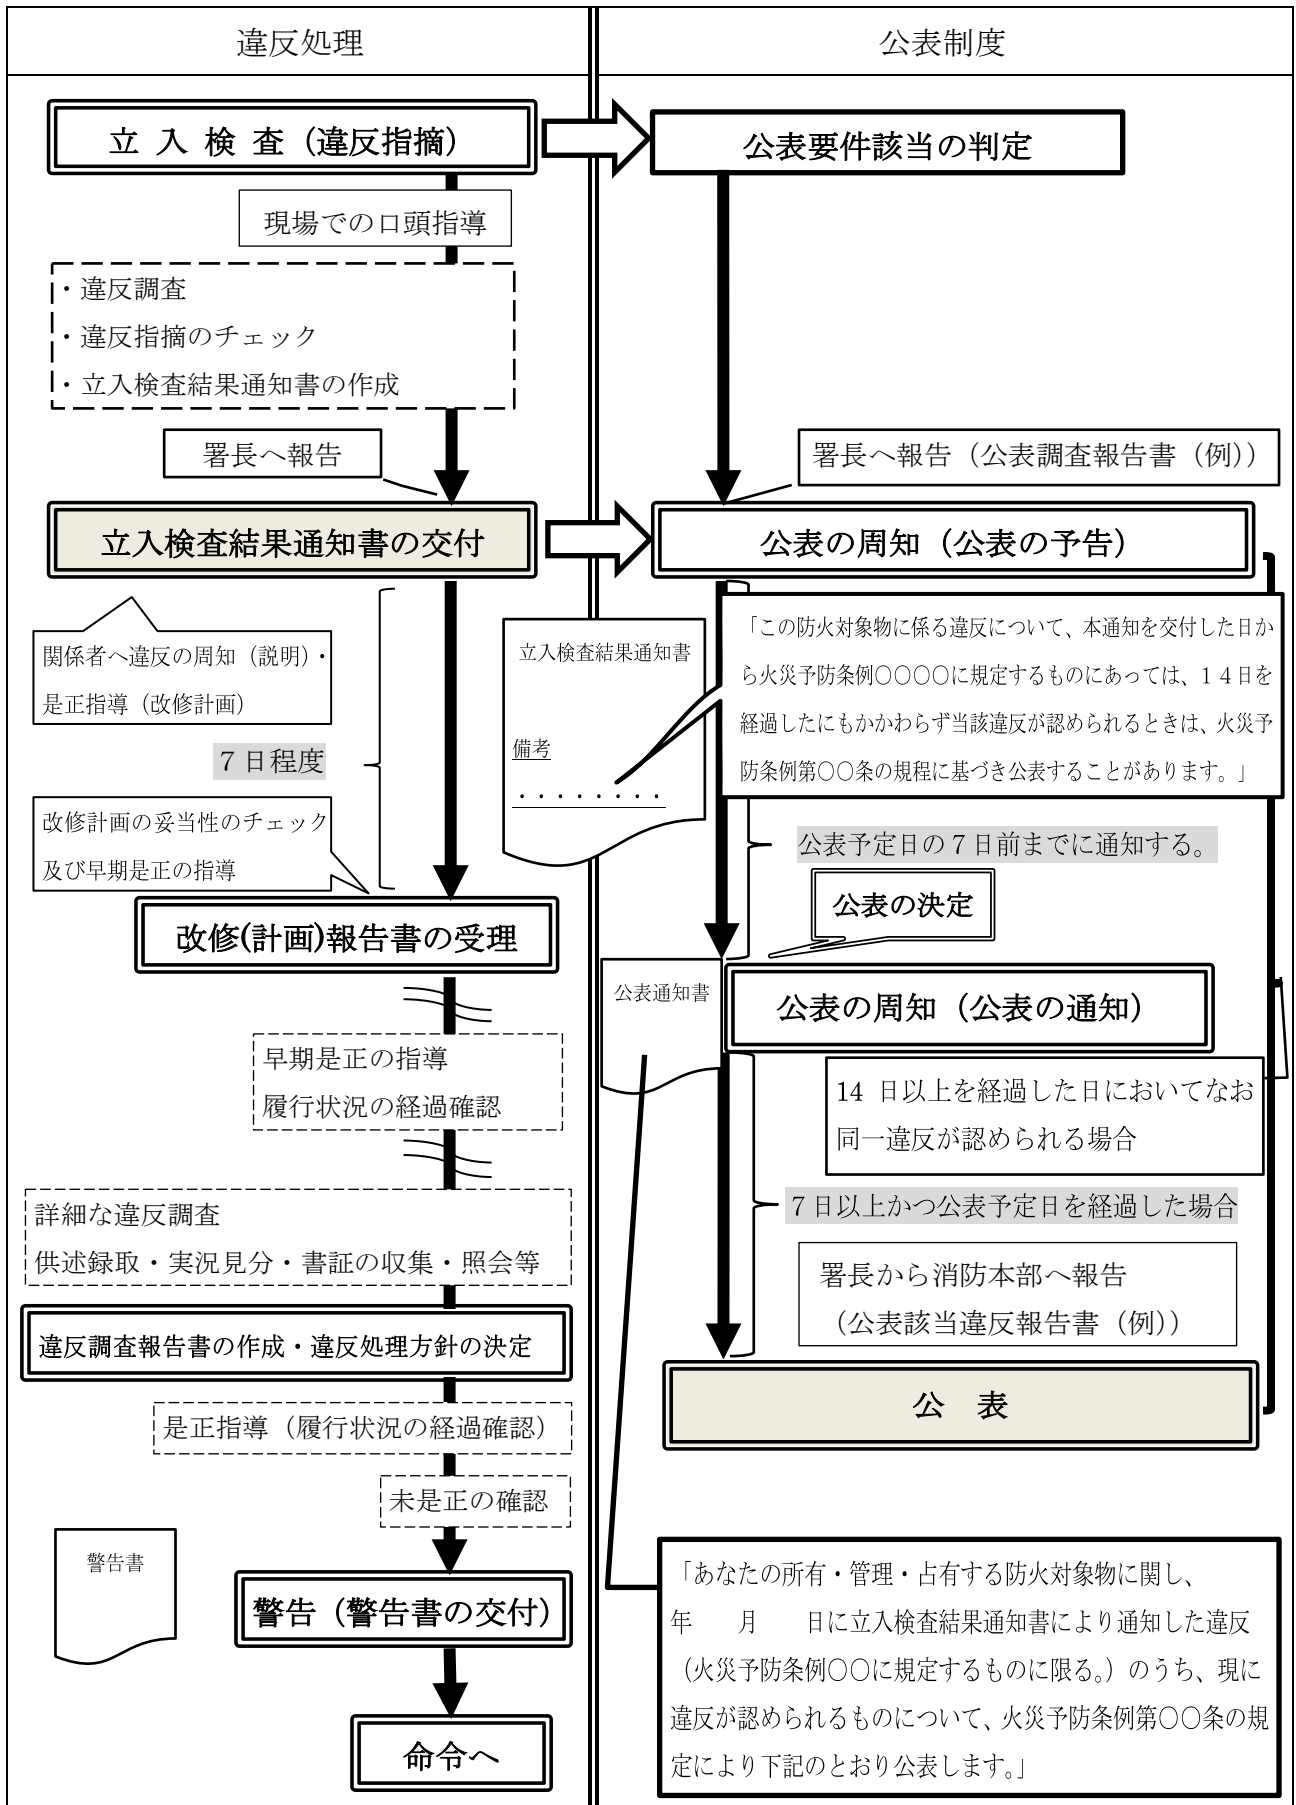 違反処理
立 入 検 査（違反指摘）
現場での口頭指導
・違反調査
・違反指摘のチェック
・立入検査結果通知書の作成
署長へ報告
立入検査結果通知書の交付
関係者へ違反の周知（説明）・
是正指導（改修計画）
７日程度
改修計画の妥当性のチェック
及び早期是正の指導
改修(計画)報告書の受理
早期是正の指導
履行状況の経過確認
詳細な違反調査
供述録取・実況見分・書証の収集・照会等
違反調査報告書の作成・違反処理方針の決定
是正指導（履行状況の経過確認）
未是正の確認
警告書
警告（警告書の交付）
命令へ
公表制度
公表要件該当の判定
署長へ報告（公表調査報告書（例））
公表の周知（公表の予告）
立入検査結果通知書
備考
・・・・・・・・
「この防火対象物に係る違反について、本通知を交付した日か
ら火災予防条例〇〇〇〇に規定するものにあっては、１４日を
経過したにもかかわらず当該違反が認められるときは、火災予
防条例第〇〇条の規程に基づき公表することがあります。」
公表予定日の７日前までに通知する。
公表の決定
公表通知書
公表の周知（公表の通知）
14 日以上を経過した日においてなお
同一違反が認められる場合
７日以上かつ公表予定日を経過した場合
署長から消防本部へ報告
（公表該当違反報告書（例））
公 表
「あなたの所有・管理・占有する防火対象物に関し、
年　　月　　日に立入検査結果通知書により通知した違反
（火災予防条例〇〇に規定するものに限る。）のうち、現に
違反が認められるものについて、火災予防条例第〇〇条の規
定により下記のとおり公表します。」